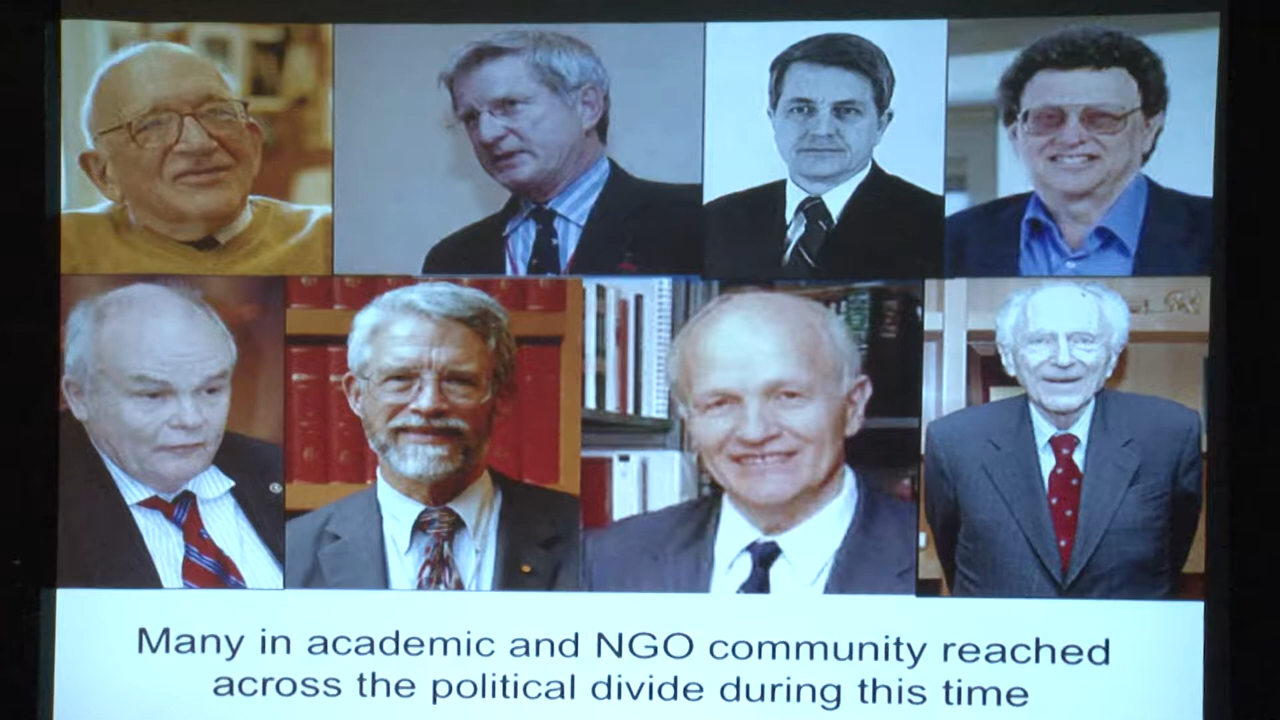 Many in academic and NGO community reached
across the political divide during this time